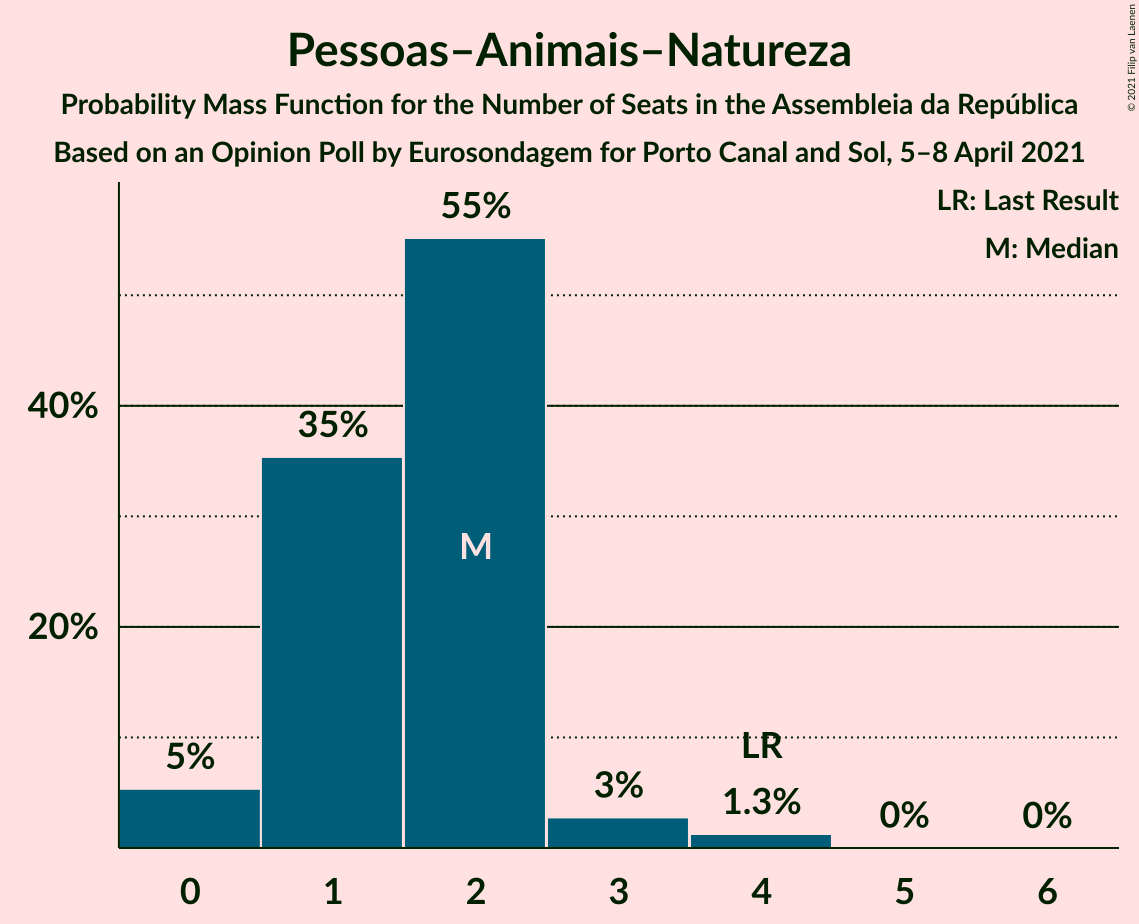 Pessoas–Animais–Natureza
Probability Mass Function for the Number of Seats in the Assembleia da República
Based on an Opinion Poll by Eurosondagem for Porto Canal and Sol, 5–8 April 2021
© 2021 Filip van Laenen
LR: Last Result
M: Median
55%
40%
35%
M
20%
LR
5%
3%
1.3%
0%
0%
0
1
2
3
4
5
6